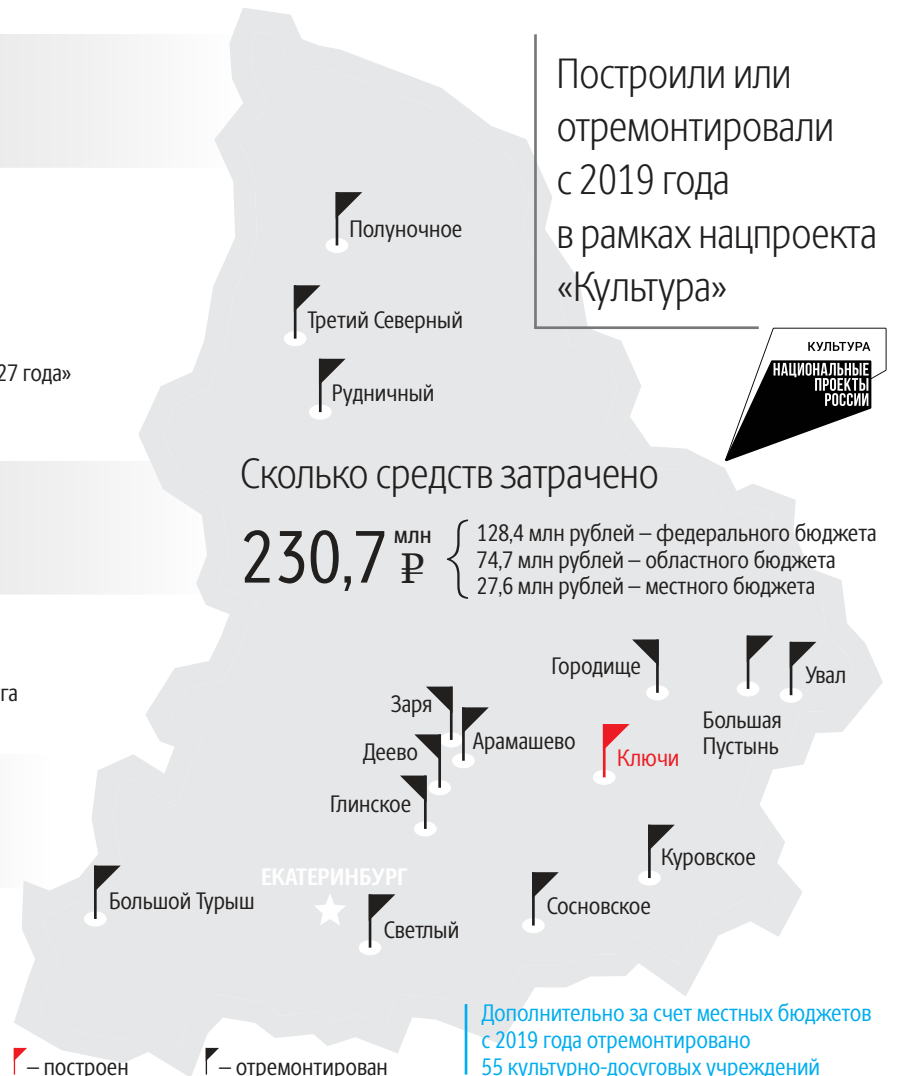 Построили или
отремонтировали
с 2019 года
в рамках нацпроекта
«Культура»
КУЛЬТУРА
НАЦИОНАЛЬНЫЕ
ПРОЕКТЫ
РОССИИ
Полуночное
Третий Северный
Рудничный
27 года»
Сколько средств затрачено
230,7 млн ₽
128,4 млн рублей – федерального бюджета
74,7 млн рублей – областного бюджета
27,6 млн рублей – местного бюджета
га
Городище
Увал
Большая
Пустынь
Заря
Арамашево
Ключи
Деево
Глинское
Куровское
ЕКАТЕРИНБУРГ
Большой Турыш
Сосновское
Светлый
– построен
– отремонтирован
Дополнительно за счет местных бюджетов
с 2019 года отремонтировано
55 культурно-досуговых учреждений